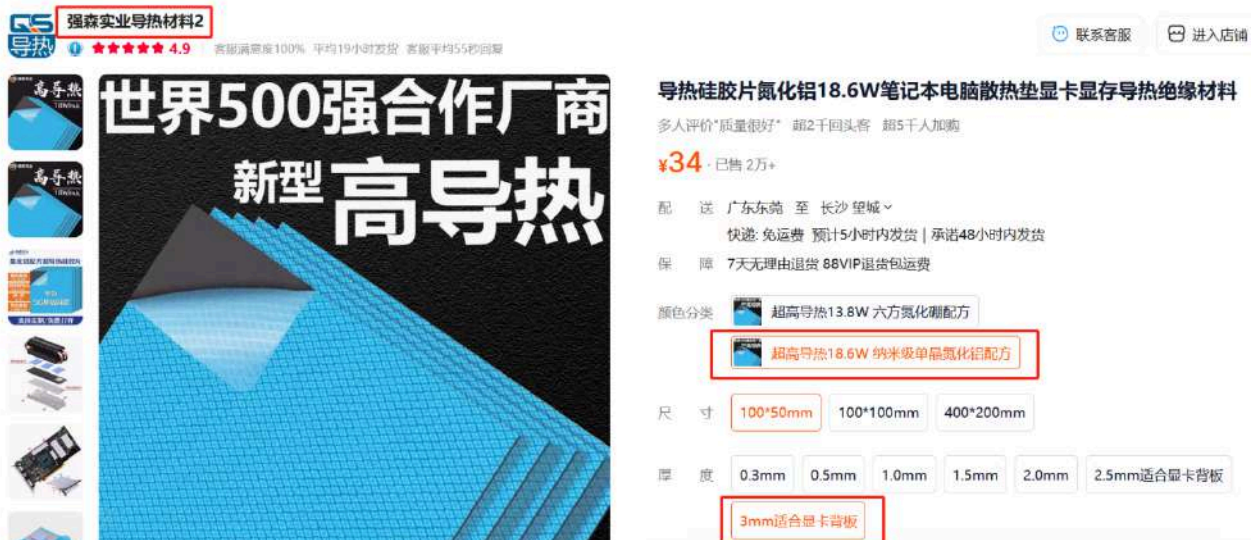 QS
导热
强森实业导热材料2
4.9 客服满意度100% 平均19小时发货 客服平均55秒回复
联系客服
进入店铺
高导热
高导热
世界500强合作厂商
新型高导热
导热硅胶片氮化铝18.6W笔记本电脑散热垫显卡显存导热绝缘材料
多人评价"质量很好" 超2千回头客 超5千人加购
¥34 · 已售 2万+
配送 广东东莞 至 长沙 望城
快递: 免运费 预计5小时内发货 | 承诺48小时内发货
保障 7天无理由退货 88VIP退货包运费
颜色分类 超高导热13.8W 六方氮化硼配方
超高导热18.6W 纳米级单晶氮化铝配方
尺寸 100*50mm 100*100mm 400*200mm
厚度 0.3mm 0.5mm 1.0mm 1.5mm 2.0mm 2.5mm适合显卡背板
3mm适合显卡背板